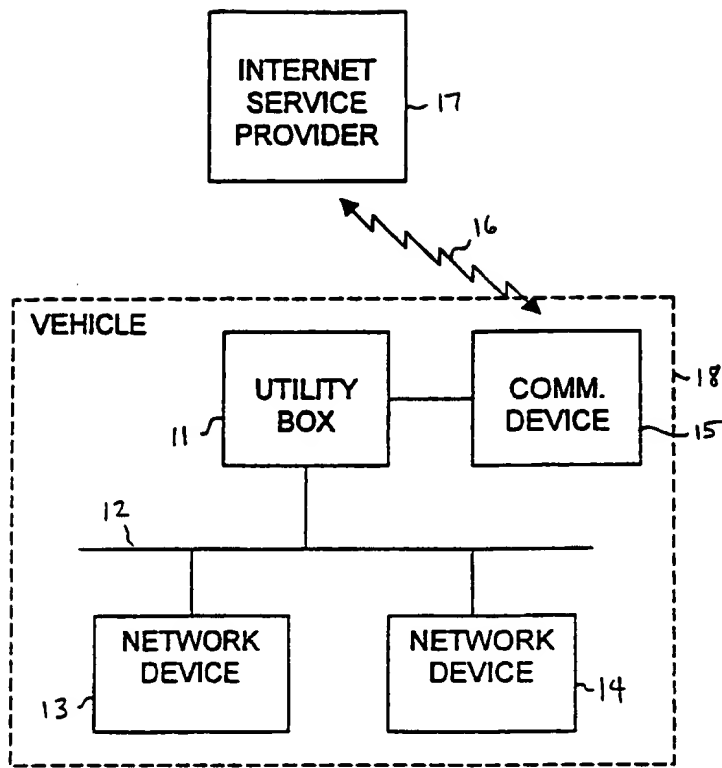 INTERNET
SERVICE
PROVIDER
17
16
VEHICLE
18
UTILITY
BOX
11
COMM.
DEVICE
15
12
NETWORK
DEVICE
13
NETWORK
DEVICE
14